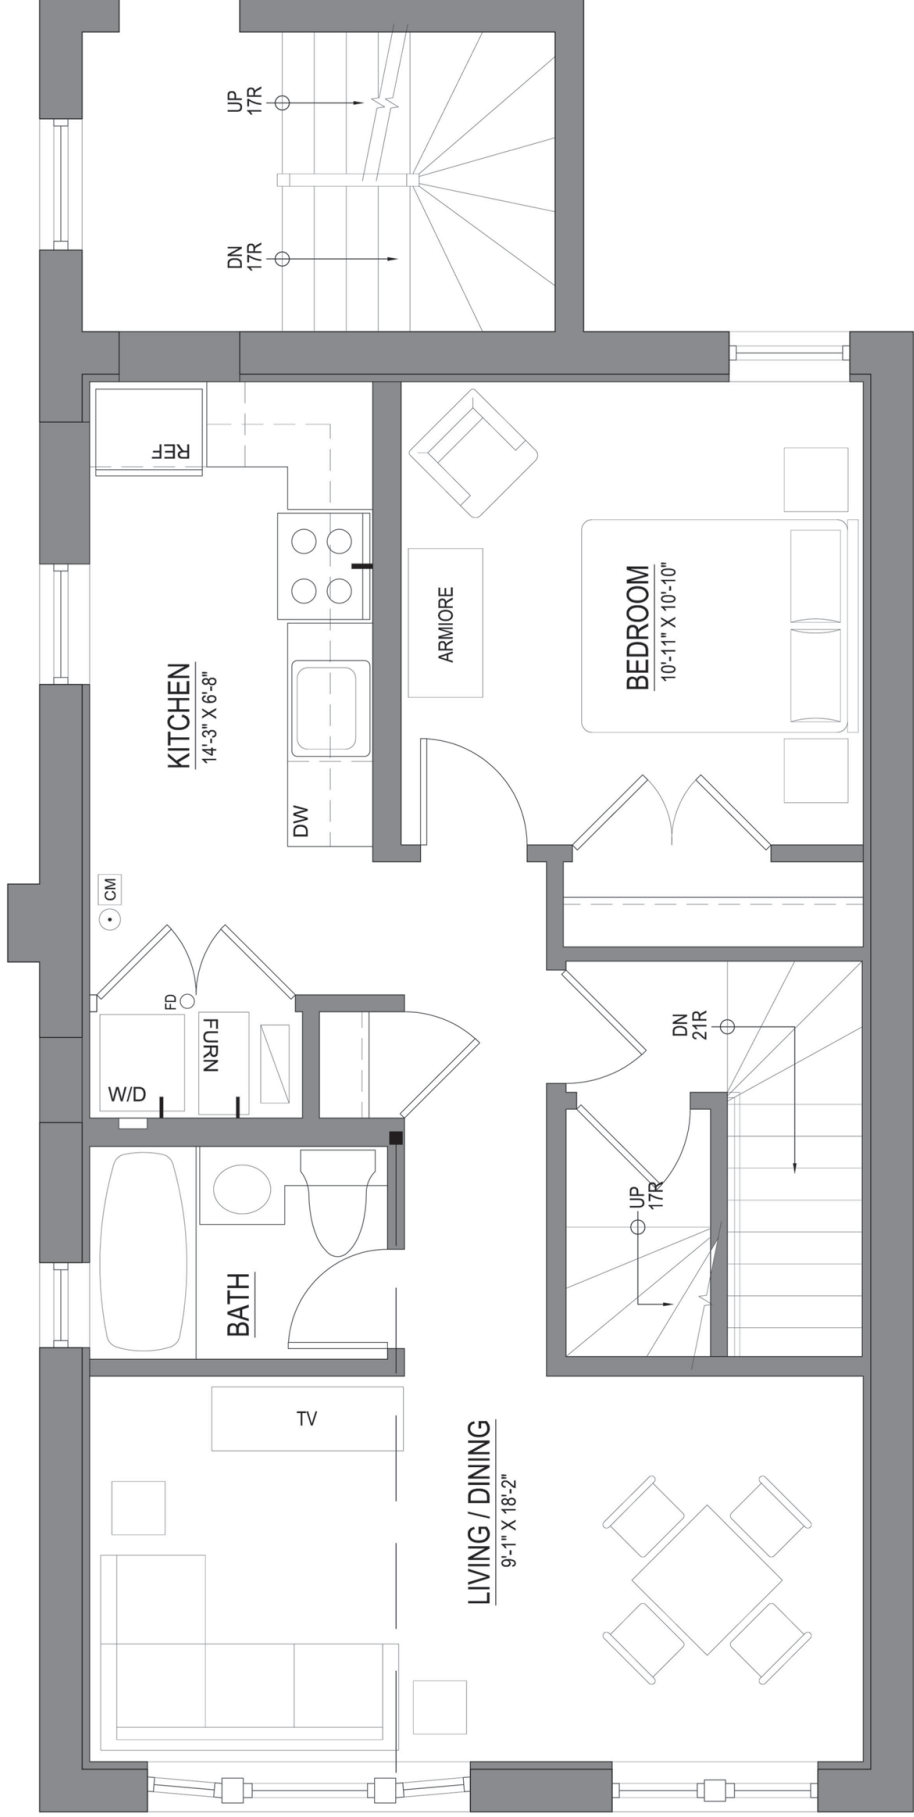 UP
17R
DN
17R
REF
KITCHEN
14'-3" X 6'-8"
DW
ARMIORE
BEDROOM
10'-11" X 10'-10"
CM
FD
FURN
W/D
DN
21R
UP
17R
BATH
TV
LIVING / DINING
9'-1" X 18'-2"